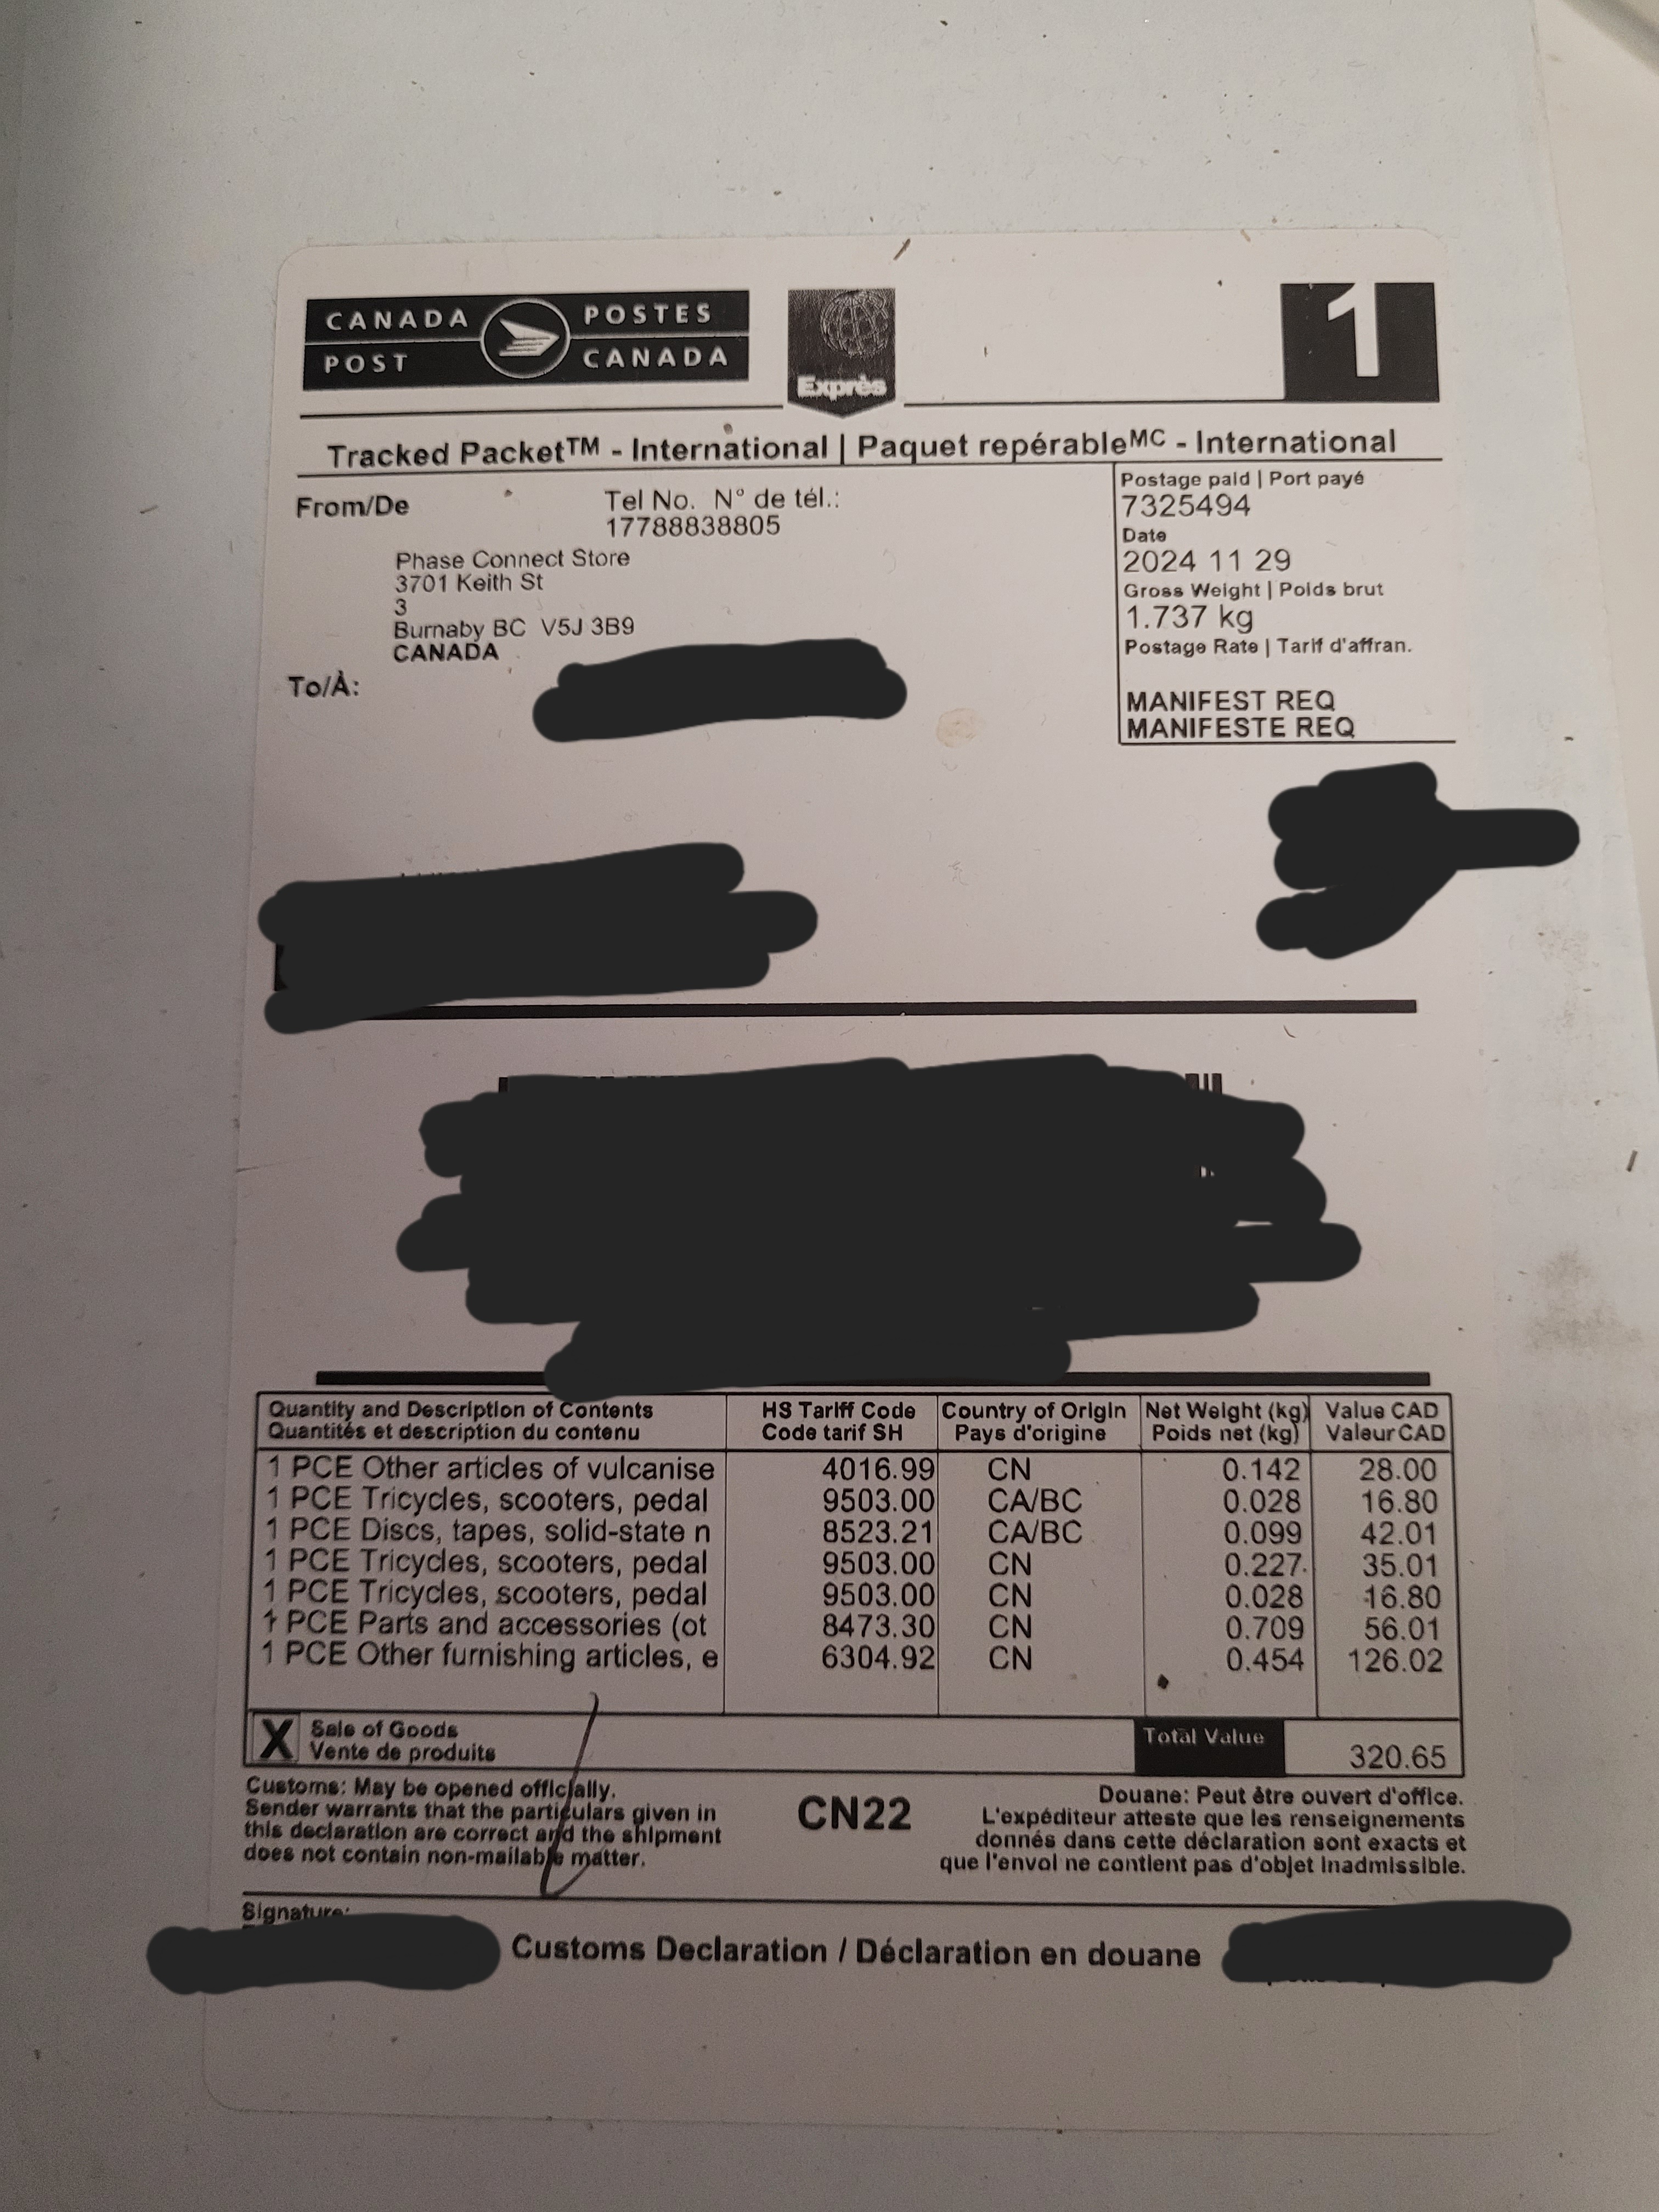 CANADA POSTES
POST CANADA
Exprès
1
Tracked Packet™ - International | Paquet repérableᴹᶜ - International
From/De
Tel No. N° de tél.:
17788838805
Phase Connect Store
3701 Keith St
3
Burnaby BC V5J 3B9
CANADA
To/À:
Postage paid | Port payé
7325494
Date
2024 11 29
Gross Weight | Poids brut
1.737 kg
Postage Rate | Tarif d'affran.
MANIFEST REQ
MANIFESTE REQ
Quantity and Description of Contents HS Tariff Code Country of Origin Net Weight (kg) Value CAD
Quantités et description du contenu Code tarif SH Pays d'origine Poids net (kg) Valeur CAD
1 PCE Other articles of vulcanise 4016.99 CN 0.142 28.00
1 PCE Tricycles, scooters, pedal 9503.00 CA/BC 0.028 16.80
1 PCE Discs, tapes, solid-state n 8523.21 CA/BC 0.099 42.01
1 PCE Tricycles, scooters, pedal 9503.00 CN 0.227 35.01
1 PCE Tricycles, scooters, pedal 9503.00 CN 0.028 16.80
1 PCE Parts and accessories (ot 8473.30 CN 0.709 56.01
1 PCE Other furnishing articles, e 6304.92 CN 0.454 126.02
X Sale of Goods
Vente de produits
Total Value
320.65
Customs: May be opened officially.
Sender warrants that the particulars given in
this declaration are correct and the shipment
does not contain non-mailable matter.
CN22
Douane: Peut être ouvert d'office.
L'expéditeur atteste que les renseignements
donnés dans cette déclaration sont exacts et
que l'envoi ne contient pas d'objet inadmissible.
Signature:
Customs Declaration / Déclaration en douane